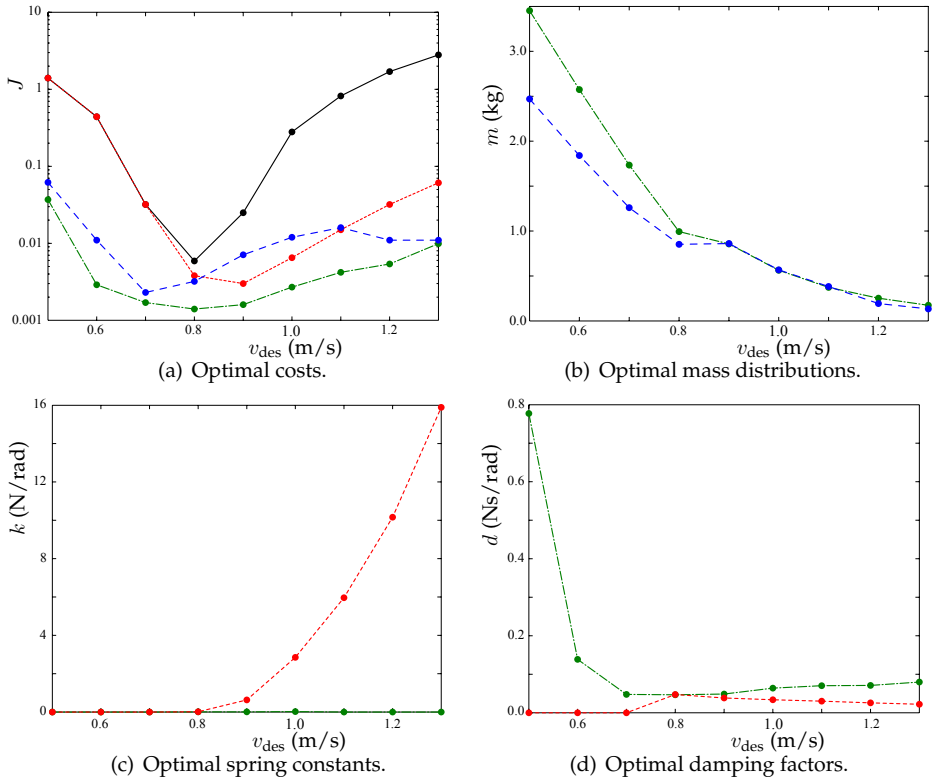 10
1
0.1
0.01
0.001
J
0.6 0.8 1.0 1.2
v_des (m/s)
(a) Optimal costs.
3.0
2.0
1.0
0.0
m (kg)
0.6 0.8 1.0 1.2
v_des (m/s)
(b) Optimal mass distributions.
16
12
8
4
0
k (N/rad)
0.6 0.8 1.0 1.2
v_des (m/s)
(c) Optimal spring constants.
0.8
0.6
0.4
0.2
0.0
d (Ns/rad)
0.6 0.8 1.0 1.2
v_des (m/s)
(d) Optimal damping factors.